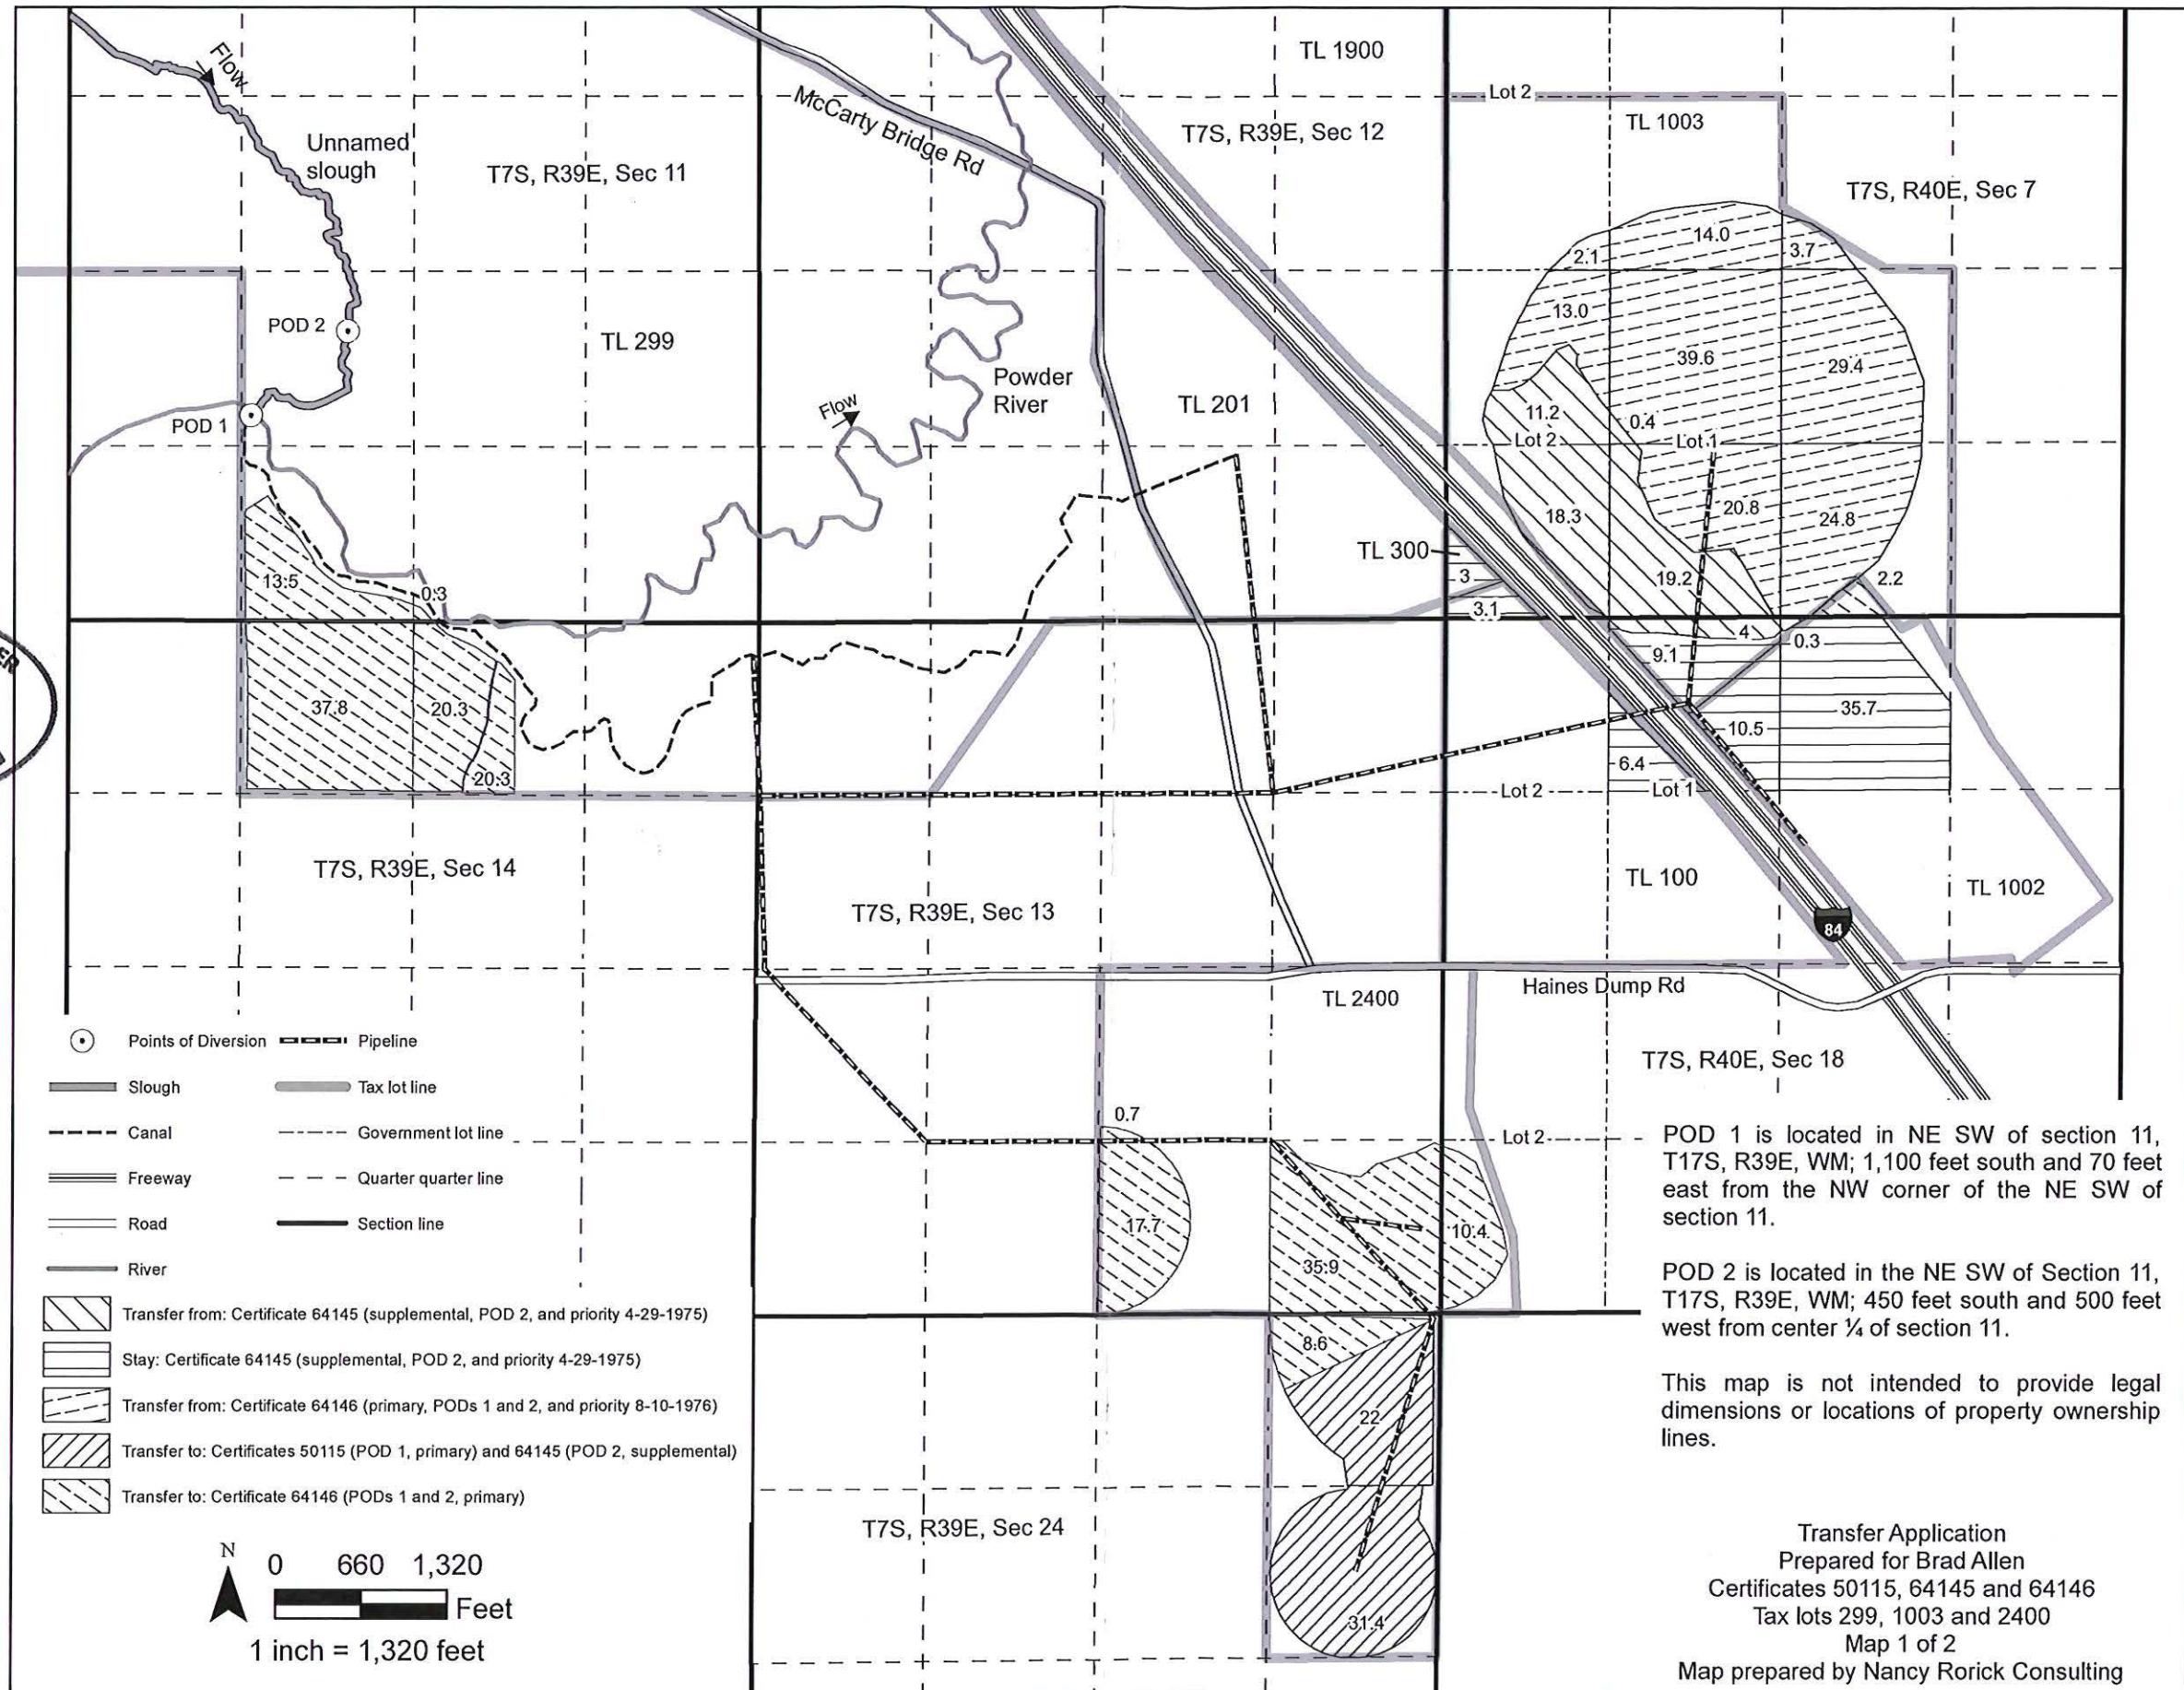 TL 1900
Flow
Lot 2
TL 1003
McCarty Bridge Rd
T7S, R39E, Sec 12
Unnamed
slough
T7S, R39E, Sec 11
T7S, R40E, Sec 7
14.0
2.1
3.7
13.0
POD 2
TL 299
39.6
29.4
Powder
River
Flow
TL 201
11.2
0.4
POD 1
Lot 2
Lot 1
20.8
18.3
24.8
TL 300
3
19.2
2.2
13.5
0.3
3.1
4
0.3
9.1
37.8
20.3
35.7
10.5
6.4
20.3
Lot 2
Lot 1
T7S, R39E, Sec 14
TL 100
TL 1002
T7S, R39E, Sec 13
84
Haines Dump Rd
TL 2400
Points of Diversion
Pipeline
T7S, R40E, Sec 18
Slough
Tax lot line
0.7
Canal
Government lot line
Lot 2
Freeway
Quarter quarter line
Road
Section line
17.7
10.4
River
35.9
POD 1 is located in NE SW of section 11,
T17S, R39E, WM; 1,100 feet south and 70 feet
east from the NW corner of the NE SW of
section 11.
POD 2 is located in the NE SW of Section 11,
T17S, R39E, WM; 450 feet south and 500 feet
west from center ¼ of section 11.
This map is not intended to provide legal
dimensions or locations of property ownership
lines.
Transfer from: Certificate 64145 (supplemental, POD 2, and priority 4-29-1975)
Stay: Certificate 64145 (supplemental, POD 2, and priority 4-29-1975)
Transfer from: Certificate 64146 (primary, PODs 1 and 2, and priority 8-10-1976)
Transfer to: Certificates 50115 (POD 1, primary) and 64145 (POD 2, supplemental)
Transfer to: Certificate 64146 (PODs 1 and 2, primary)
8.6
22
T7S, R39E, Sec 24
31.4
N
0 660 1,320
Feet
1 inch = 1,320 feet
Transfer Application
Prepared for Brad Allen
Certificates 50115, 64145 and 64146
Tax lots 299, 1003 and 2400
Map 1 of 2
Map prepared by Nancy Rorick Consulting